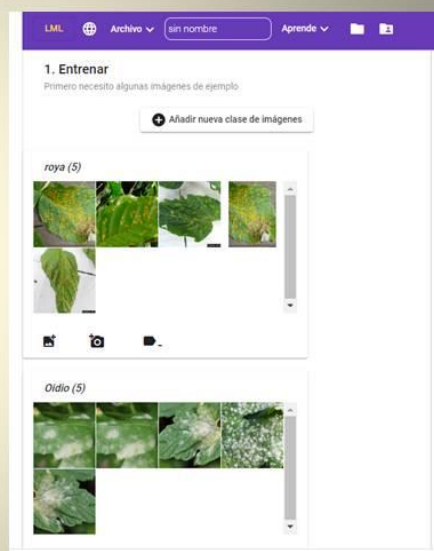 LML Archivo sin nombre Aprende
1. Entrenar
Primero necesito algunas imágenes de ejemplo
Añadir nueva clase de imágenes
roya (5)
Oidio (5)